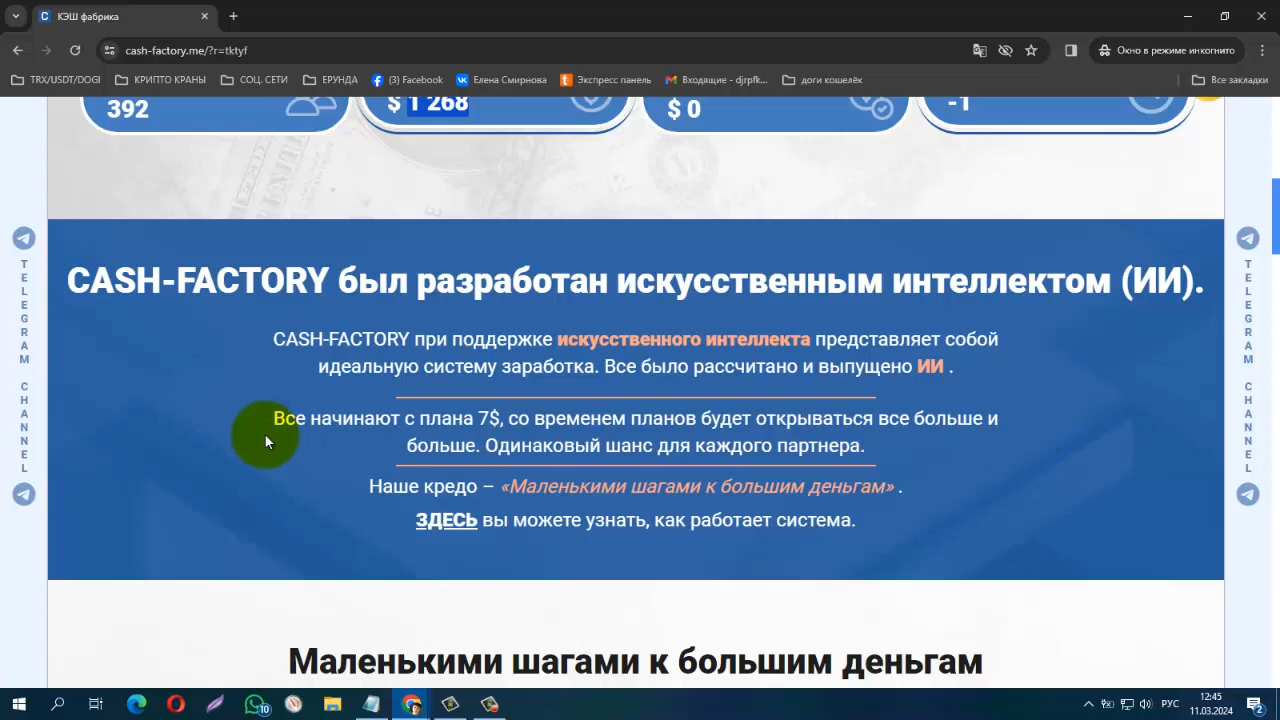 КЭШ фабрика
cash-factory.me/?r=tktyf
Окно в режиме инкогнито
TRX/USDT/DOGI
КРИПТО КРАНЫ
СОЦ. СЕТИ
ЕРУНДА
(3) Facebook
Елена Смирнова
Экспресс панель
Входящие - djrpfk...
доги кошелёк
Все закладки
392
$ 1 268
$ 0
-1
CASH-FACTORY был разработан искусственным интеллектом (ИИ).
CASH-FACTORY при поддержке искусственного интеллекта представляет собой
идеальную систему заработка. Все было рассчитано и выпущено ИИ .
Все начинают с плана 7$, со временем планов будет открываться все больше и
больше. Одинаковый шанс для каждого партнера.
Наше кредо – «Маленькими шагами к большим деньгам» .
ЗДЕСЬ вы можете узнать, как работает система.
TELEGRAM CHANNEL
TELEGRAM CHANNEL
Маленькими шагами к большим деньгам
10
РУС
12:45
11.03.2024
2